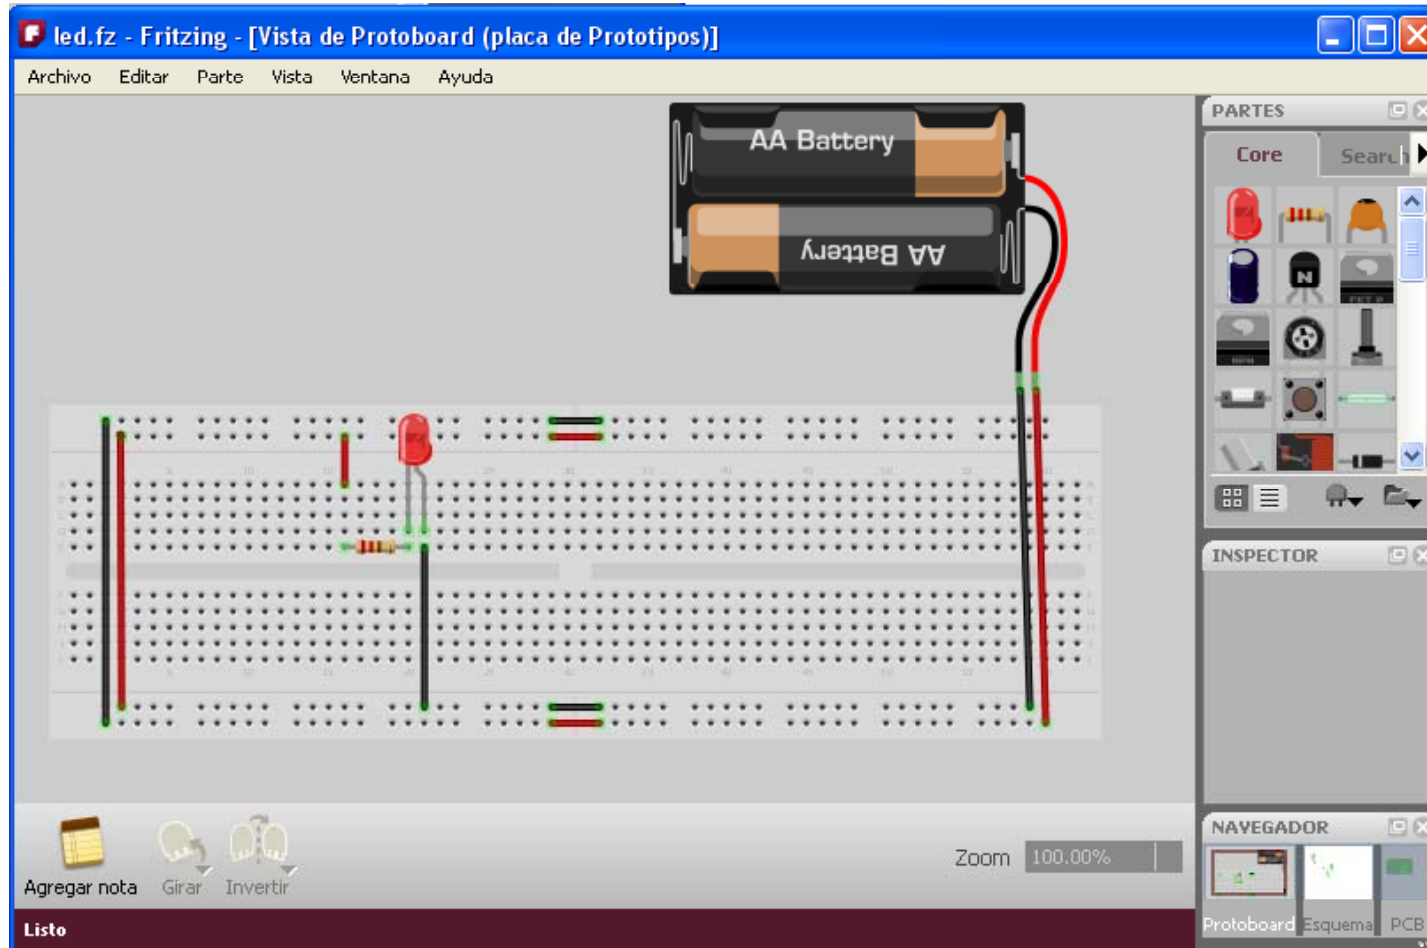 led.fz - Fritzing - [Vista de Protoboard (placa de Prototipos)]
Archivo Editar Parte Vista Ventana Ayuda
AA Battery
AA Battery
PARTES
Core Search
N
INSPECTOR
Zoom 100.00%
Agregar nota Girar Invertir
NAVEGADOR
Protoboard Esquema PCB
Listo